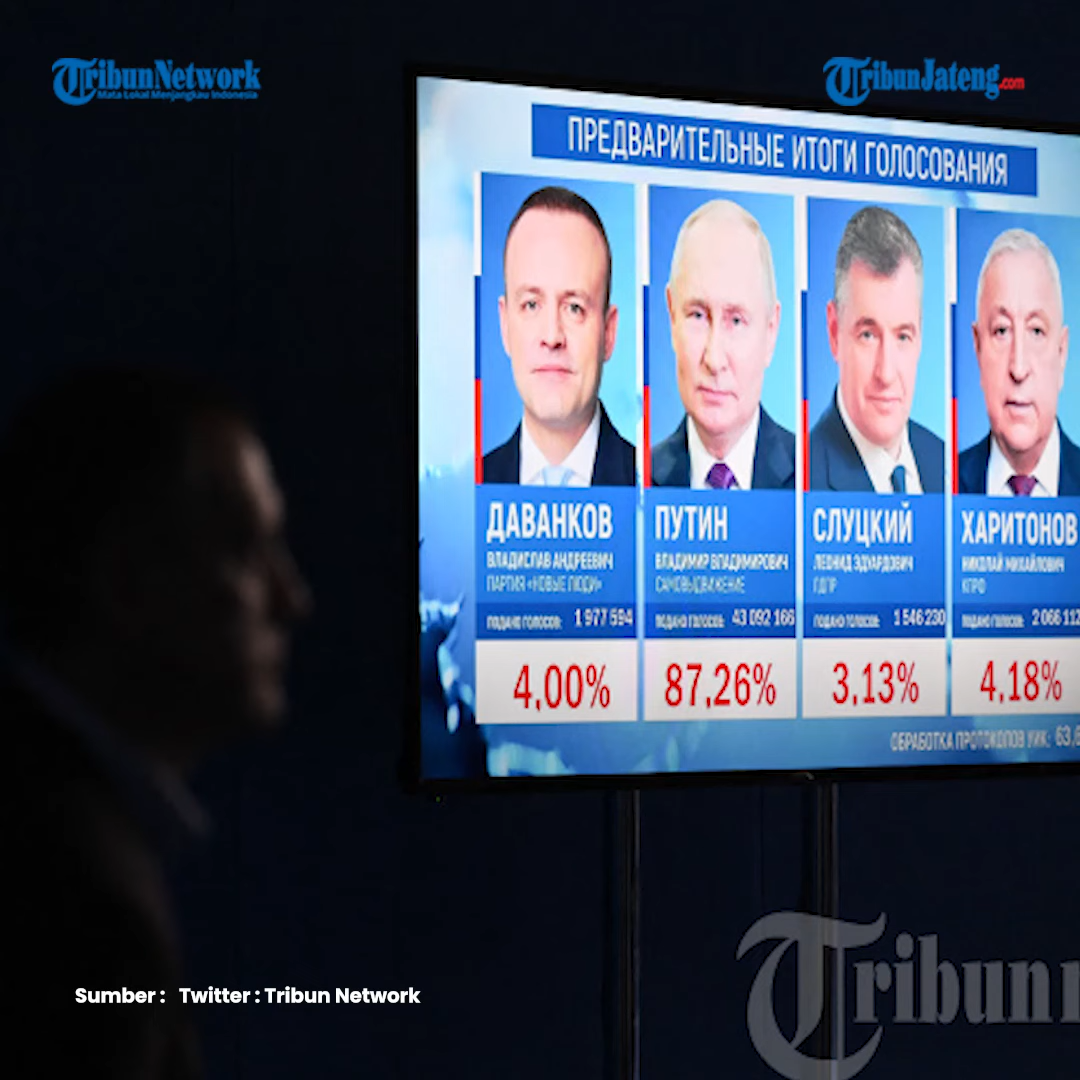 TribunNetwork
Mata Lokal Menjangkau Indonesia
TribunJateng.com
ПРЕДВАРИТЕЛЬНЫЕ ИТОГИ ГОЛОСОВАНИЯ
ДАВАНКОВ
ВЛАДИСЛАВ АНДРЕЕВИЧ
ПАРТИЯ «НОВЫЕ ЛЮДИ»
ПОДАНО ГОЛОСОВ: 1 977 594
4,00%
ПУТИН
ВЛАДИМИР ВЛАДИМИРОВИЧ
САМОВЫДВИЖЕНИЕ
ПОДАНО ГОЛОСОВ: 43 092 166
87,26%
СЛУЦКИЙ
ЛЕОНИД ЭДУАРДОВИЧ
ЛДПР
ПОДАНО ГОЛОСОВ: 1 546 230
3,13%
ХАРИТОНОВ
НИКОЛАЙ МИХАЙЛОВИЧ
КПРФ
ПОДАНО ГОЛОСОВ: 2 066 112
4,18%
ОБРАБОТКА ПРОТОКОЛОВ УИК: 63,
Sumber : Twitter : Tribun Network
Tribun